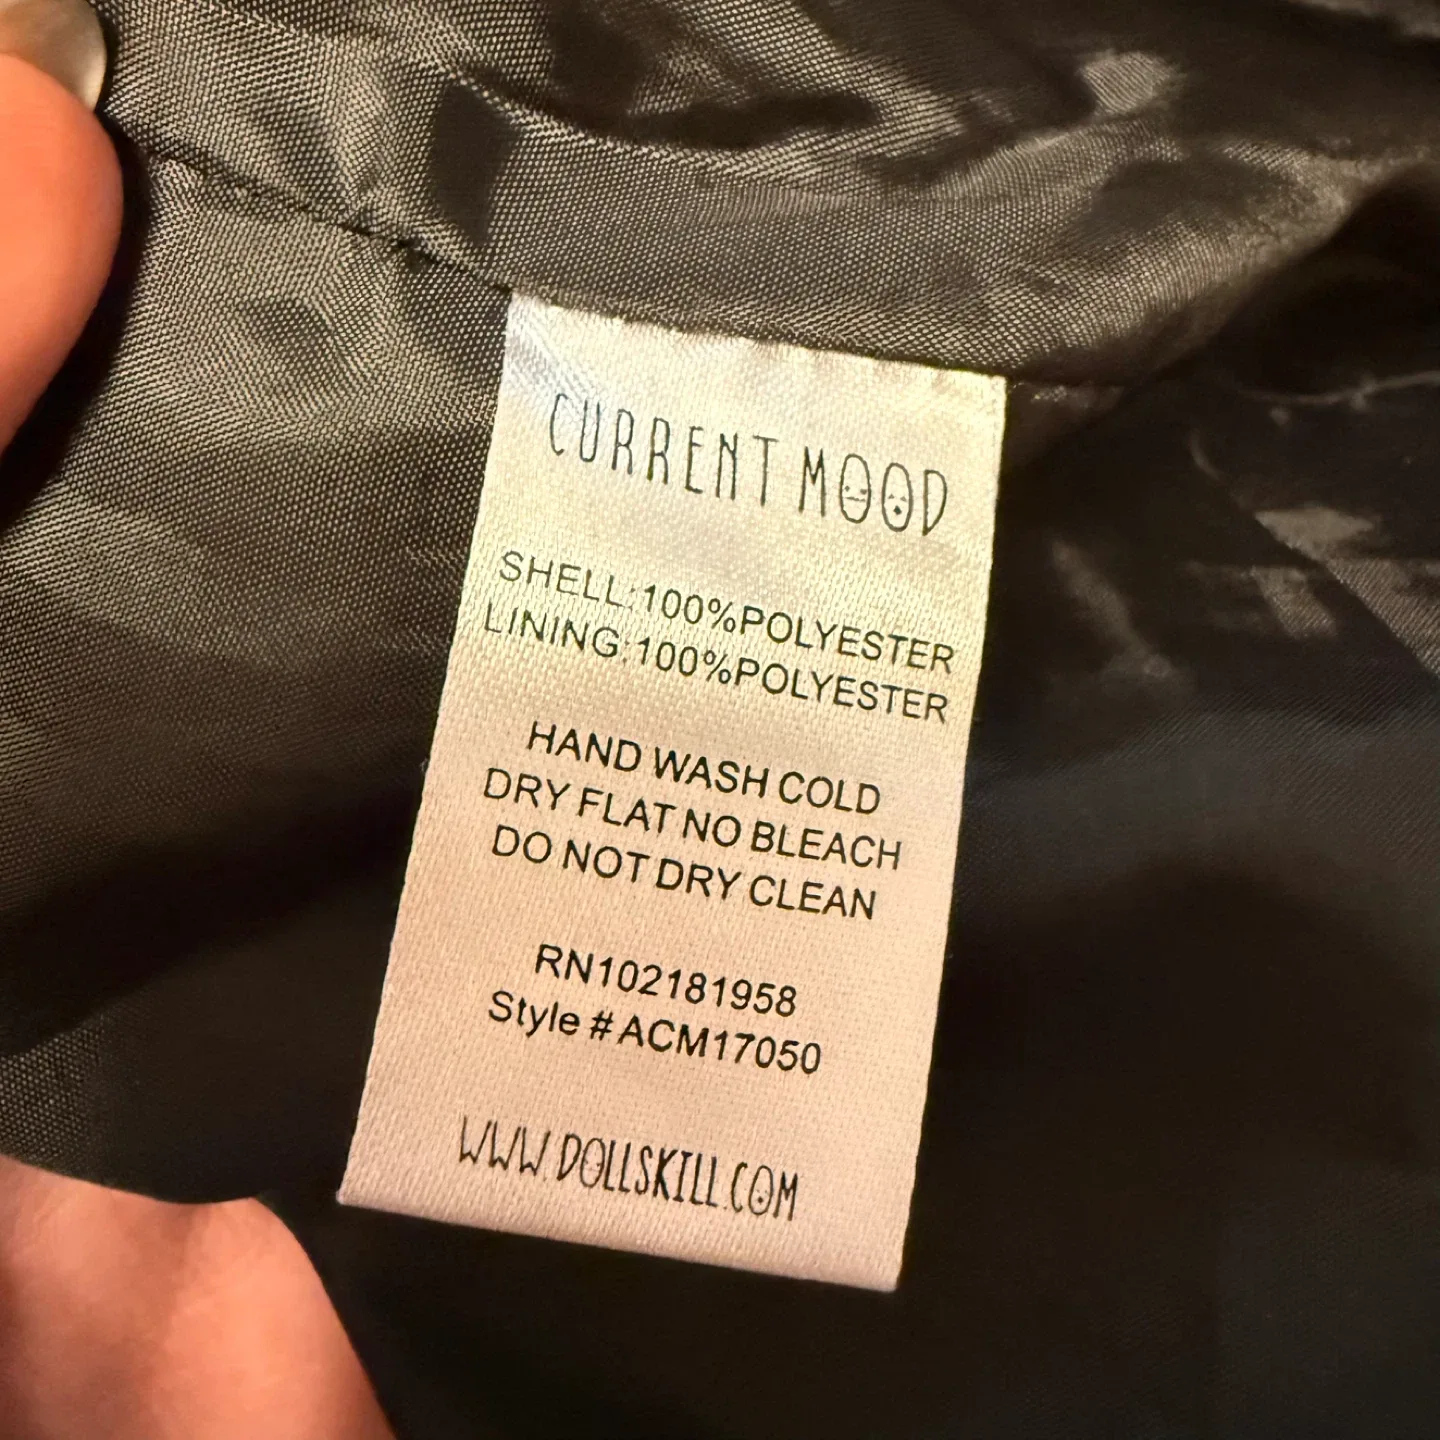 CURRENT MOOD
SHELL:100%POLYESTER
LINING:100%POLYESTER
HAND WASH COLD
DRY FLAT NO BLEACH
DO NOT DRY CLEAN
RN102181958
Style #ACM17050
WWW.DOLLSKILL.COM